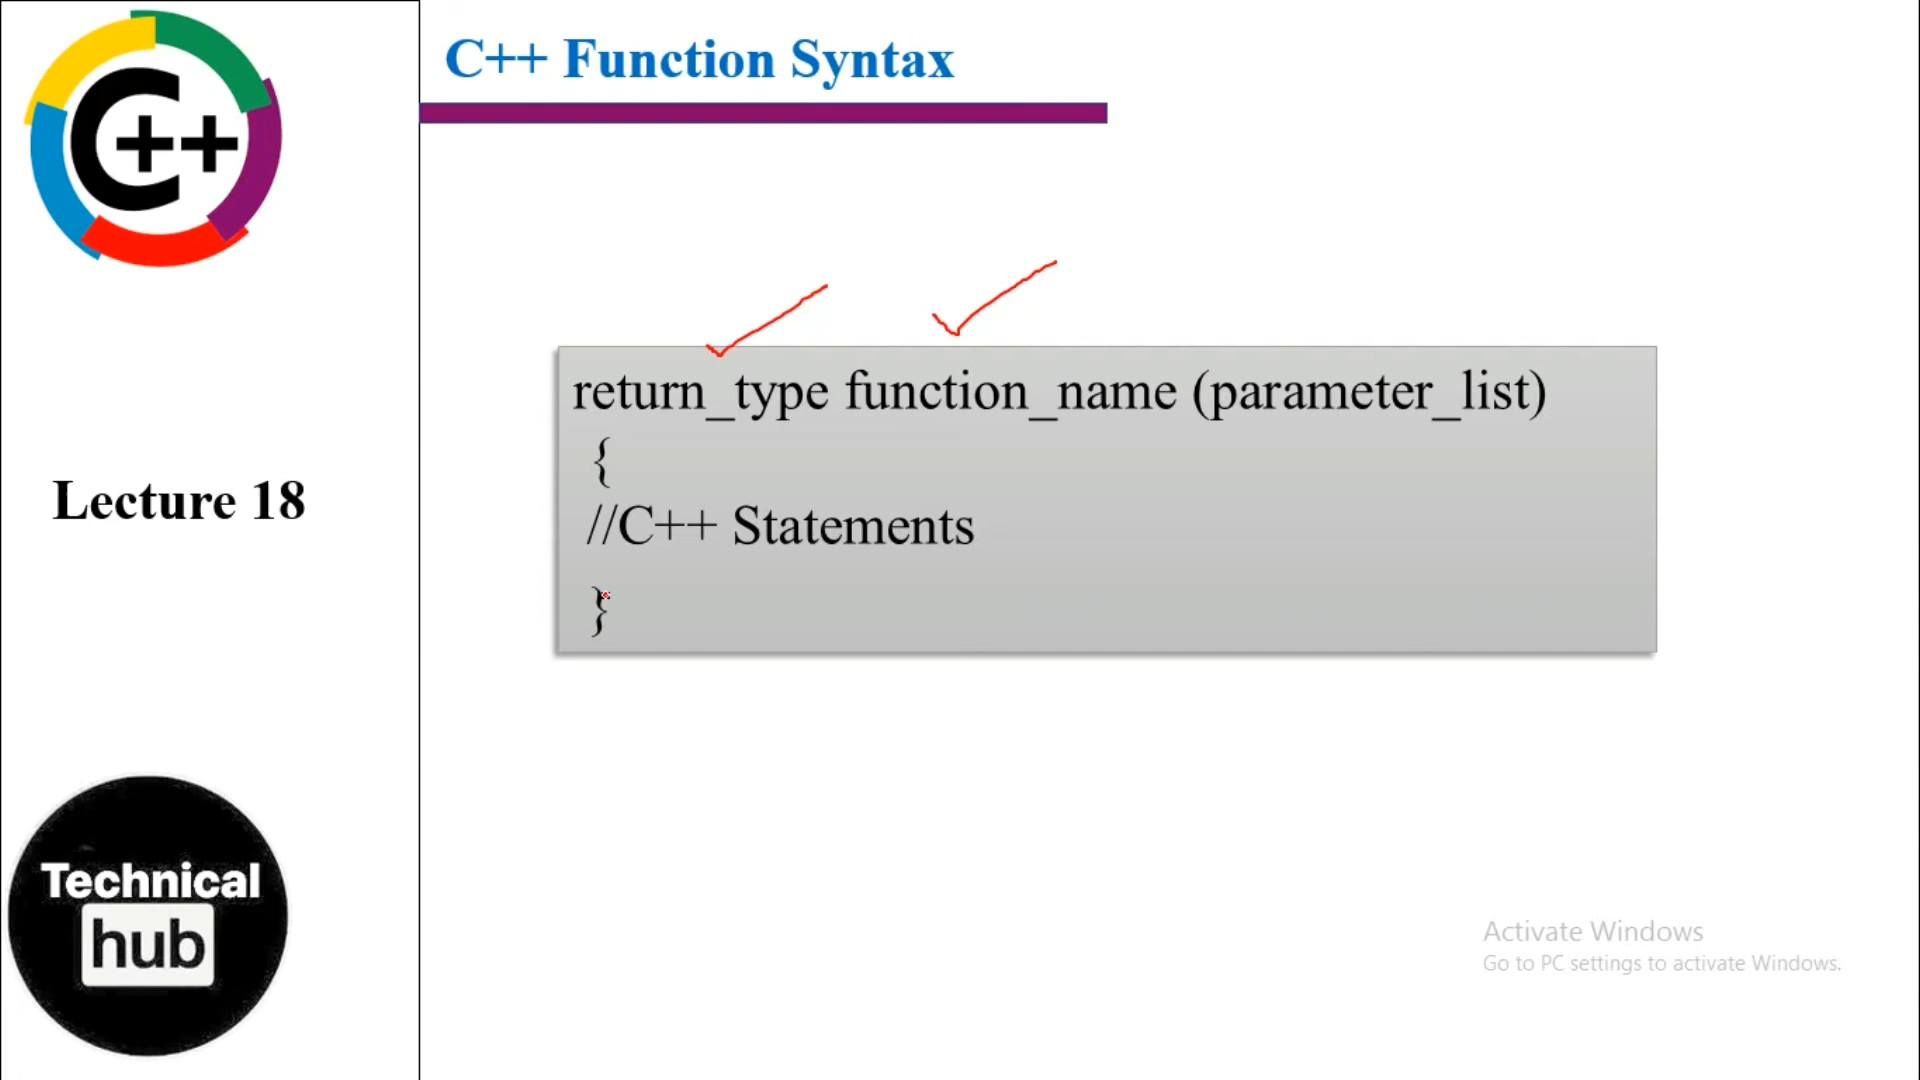 C++
C++ Function Syntax
return_type function_name (parameter_list)
{
//C++ Statements
}
Lecture 18
Technical
hub
Activate Windows
Go to PC settings to activate Windows.